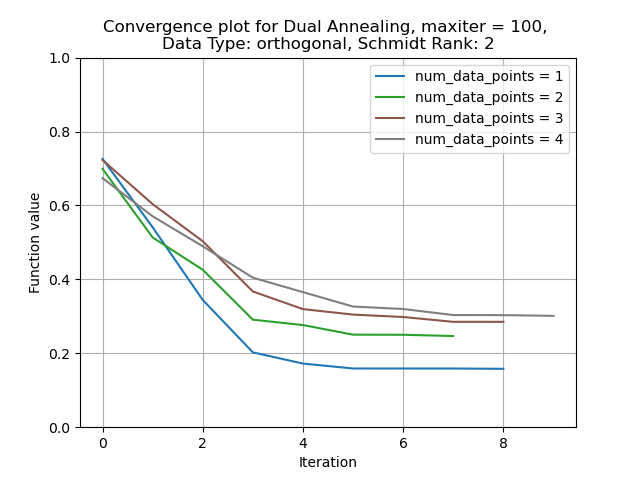 Convergence plot for Dual Annealing, maxiter = 100,
Data Type: orthogonal, Schmidt Rank: 2
num_data_points = 1
num_data_points = 2
num_data_points = 3
num_data_points = 4
Function value
1.0
0.8
0.6
0.4
0.2
0.0
0 2 4 6 8
Iteration